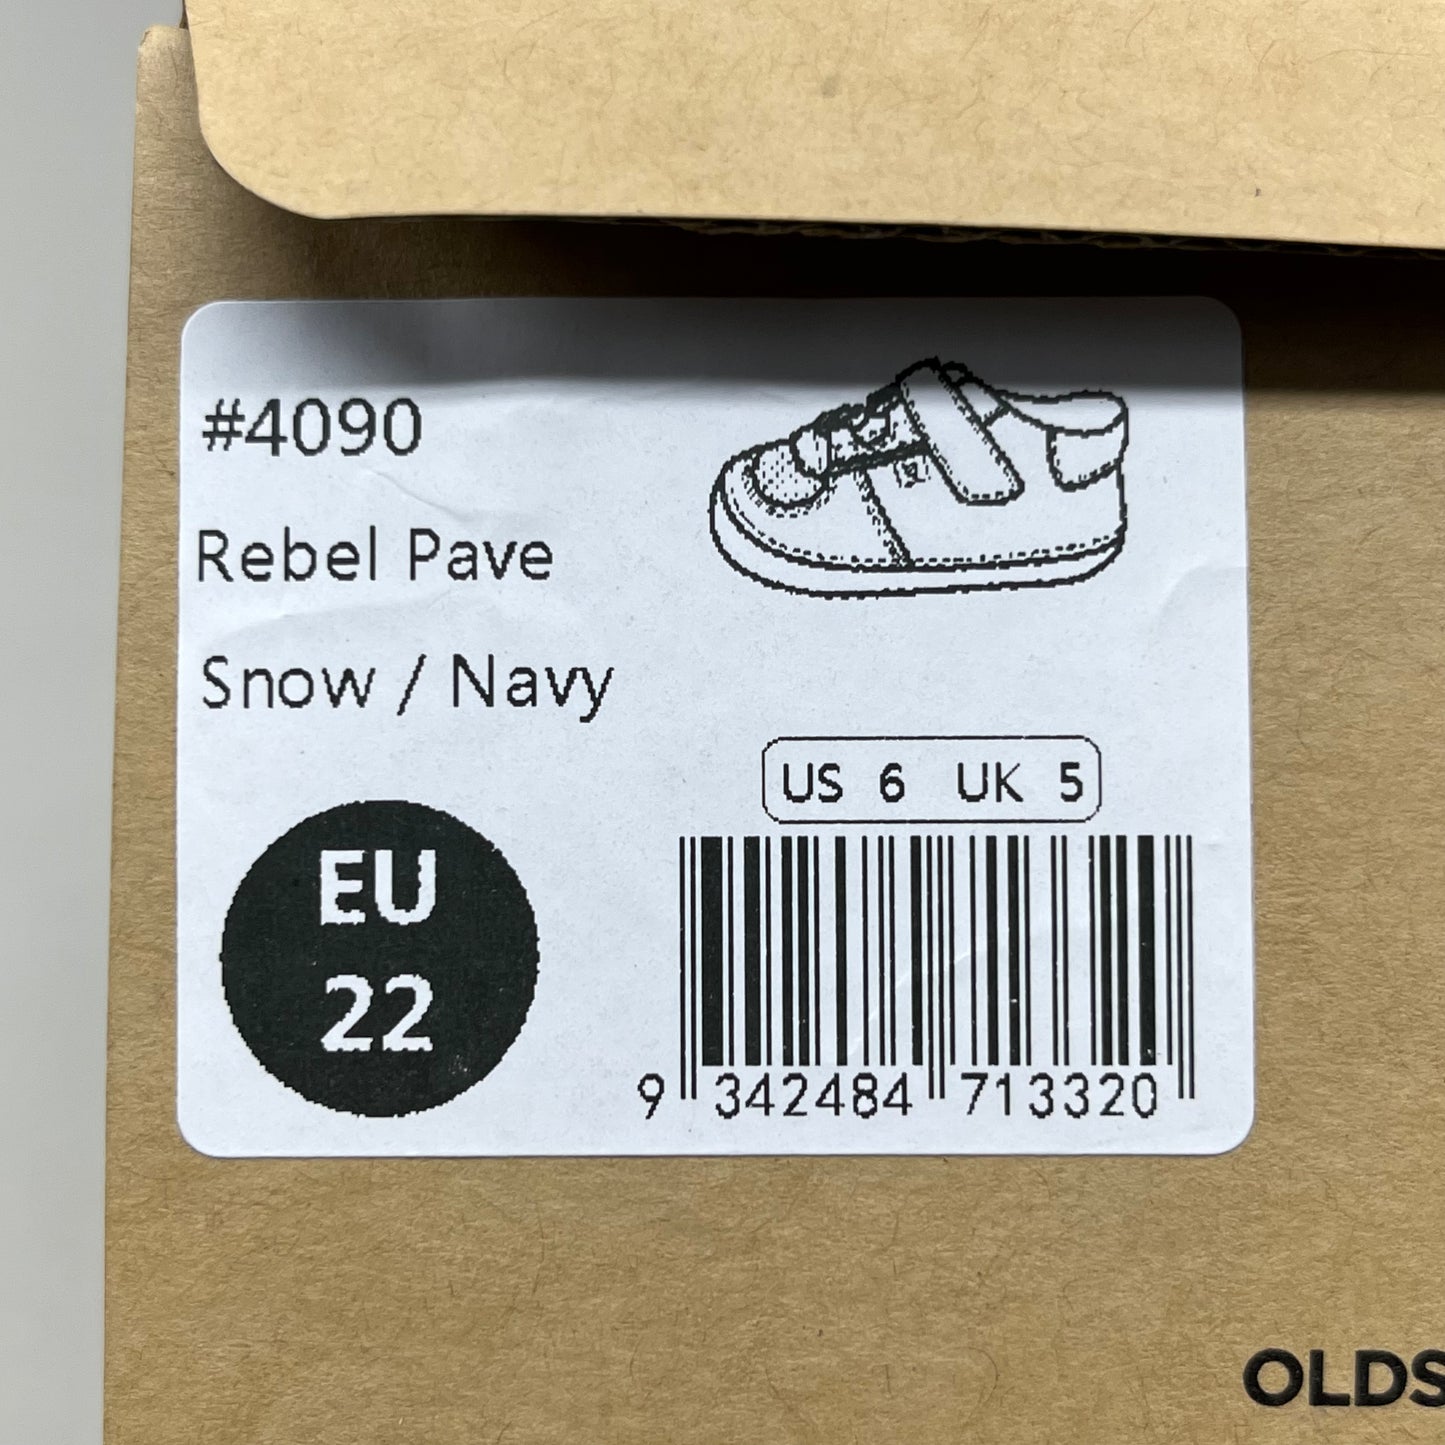 #4090
Rebel Pave
Snow / Navy
US 6 UK 5
EU
22
9 342484 713320
OLDS